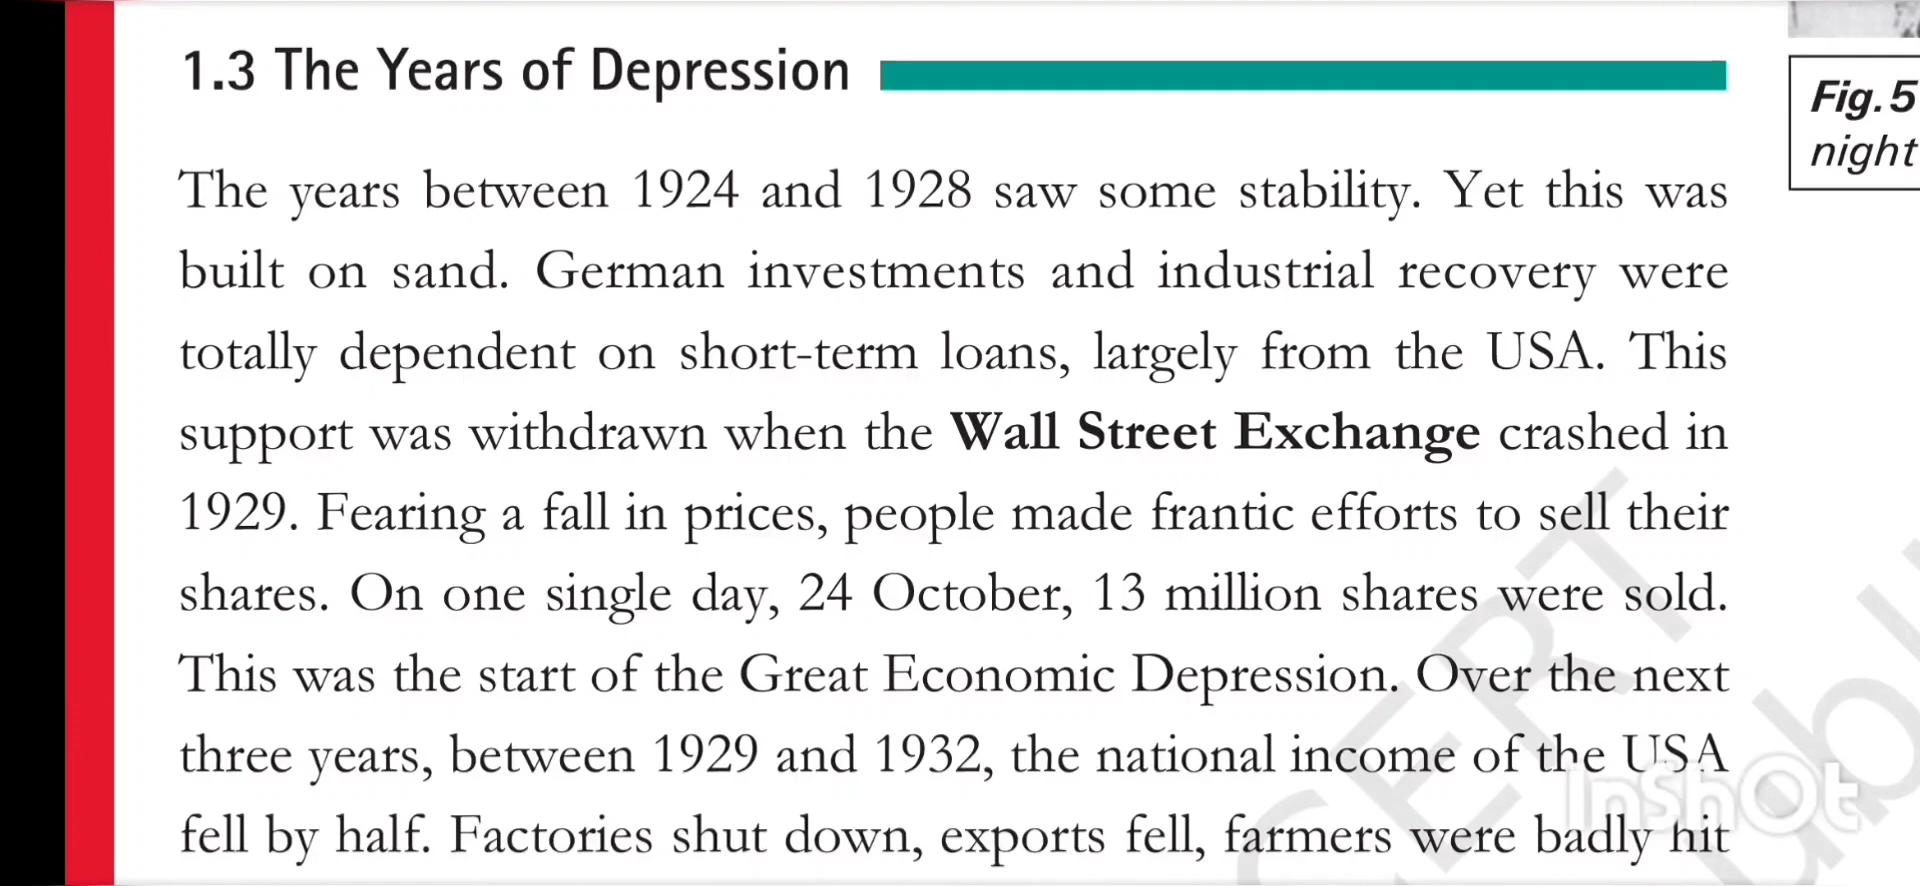 1.3 The Years of Depression
Fig.5
night
The years between 1924 and 1928 saw some stability. Yet this was
built on sand. German investments and industrial recovery were
totally dependent on short-term loans, largely from the USA. This
support was withdrawn when the Wall Street Exchange crashed in
1929. Fearing a fall in prices, people made frantic efforts to sell their
shares. On one single day, 24 October, 13 million shares were sold.
This was the start of the Great Economic Depression. Over the next
three years, between 1929 and 1932, the national income of the USA
fell by half. Factories shut down, exports fell, farmers were badly hit
InShOt